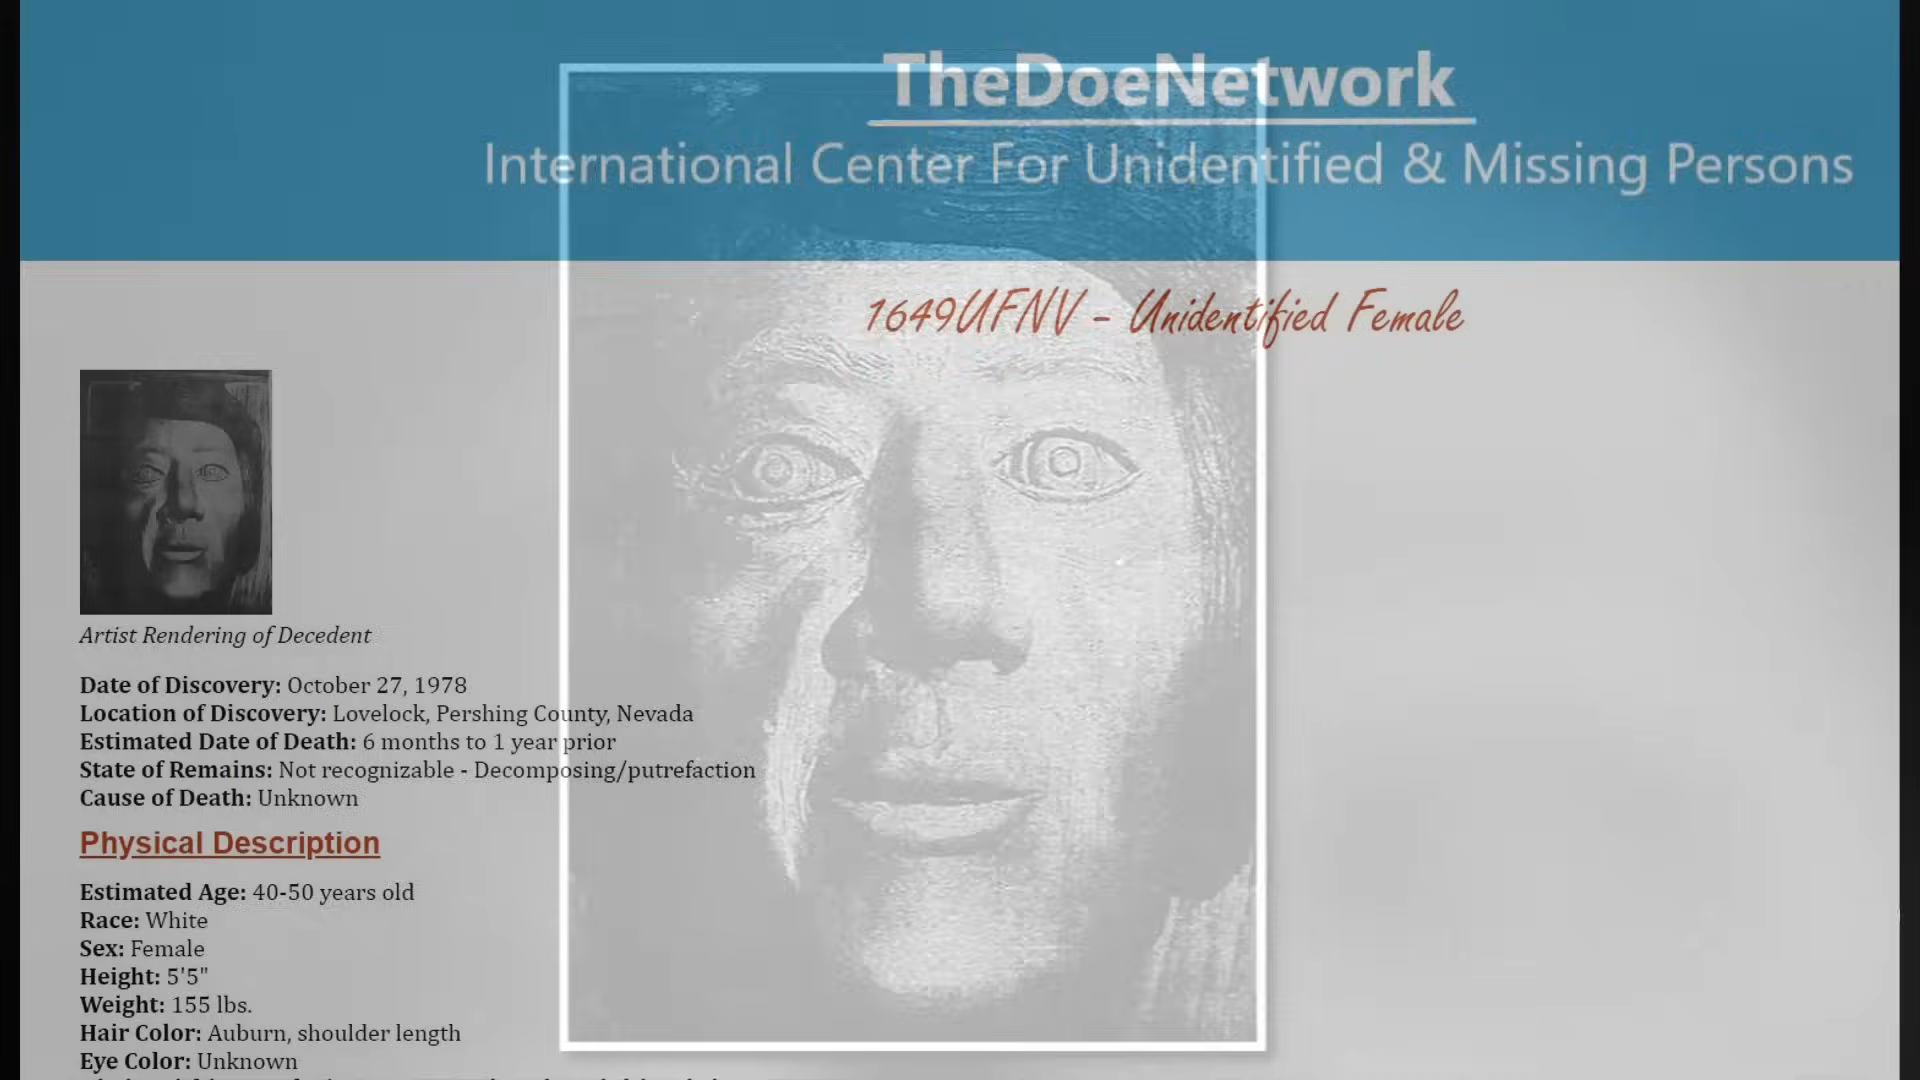 TheDoeNetwork
International Center For Unidentified & Missing Persons
1649UFNV - Unidentified Female
Artist Rendering of Decedent
Date of Discovery: October 27, 1978
Location of Discovery: Lovelock, Pershing County, Nevada
Estimated Date of Death: 6 months to 1 year prior
State of Remains: Not recognizable - Decomposing/putrefaction
Cause of Death: Unknown
Physical Description
Estimated Age: 40-50 years old
Race: White
Sex: Female
Height: 5'5"
Weight: 155 lbs.
Hair Color: Auburn, shoulder length
Eye Color: Unknown